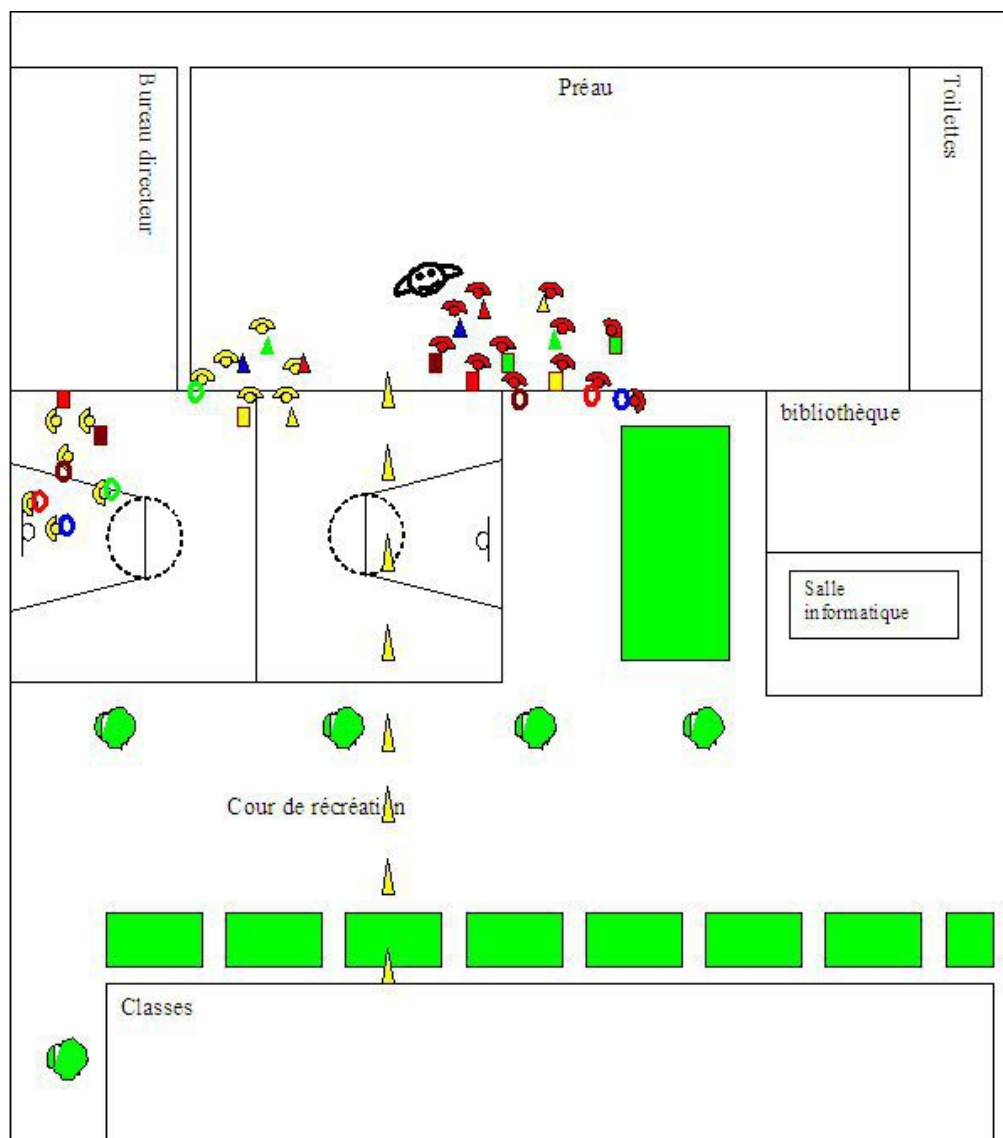 Bureau directeur
Préau
Toilettes
bibliothèque
Salle
informatique
Cour de récréation
Classes